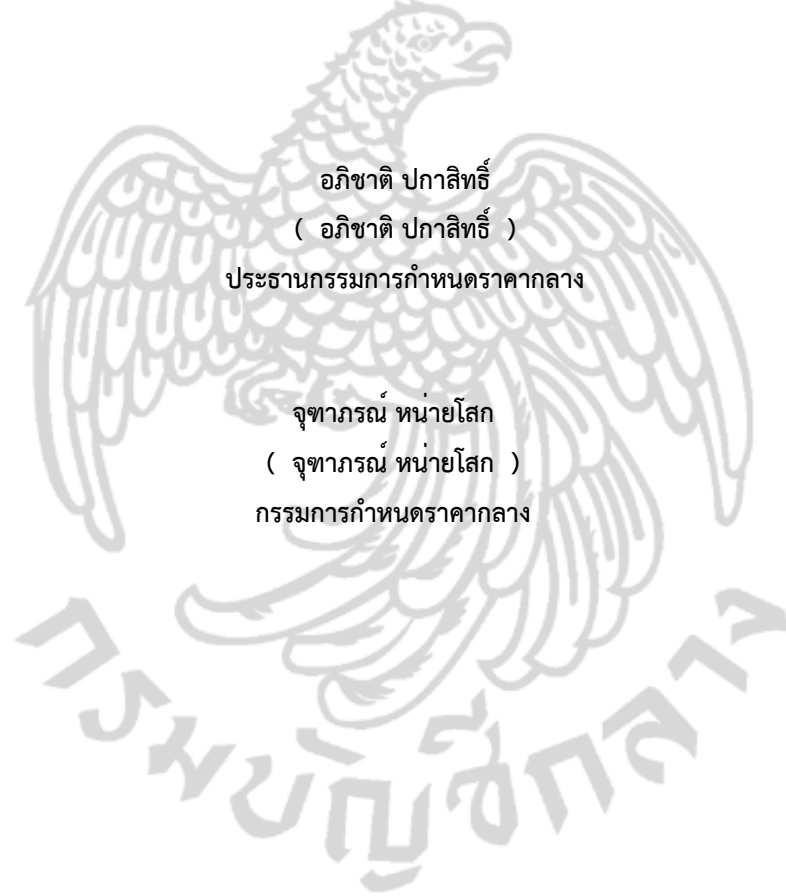 อภิชาติ ปกาสิทธิ์
( อภิชาติ ปกาสิทธิ์ )
ประธานกรรมการกำหนดราคากลาง
จุฑาภรณ์ หน่ายโสก
( จุฑาภรณ์ หน่ายโสก )
กรรมการกำหนดราคากลาง
กรมบัญชีกลาง